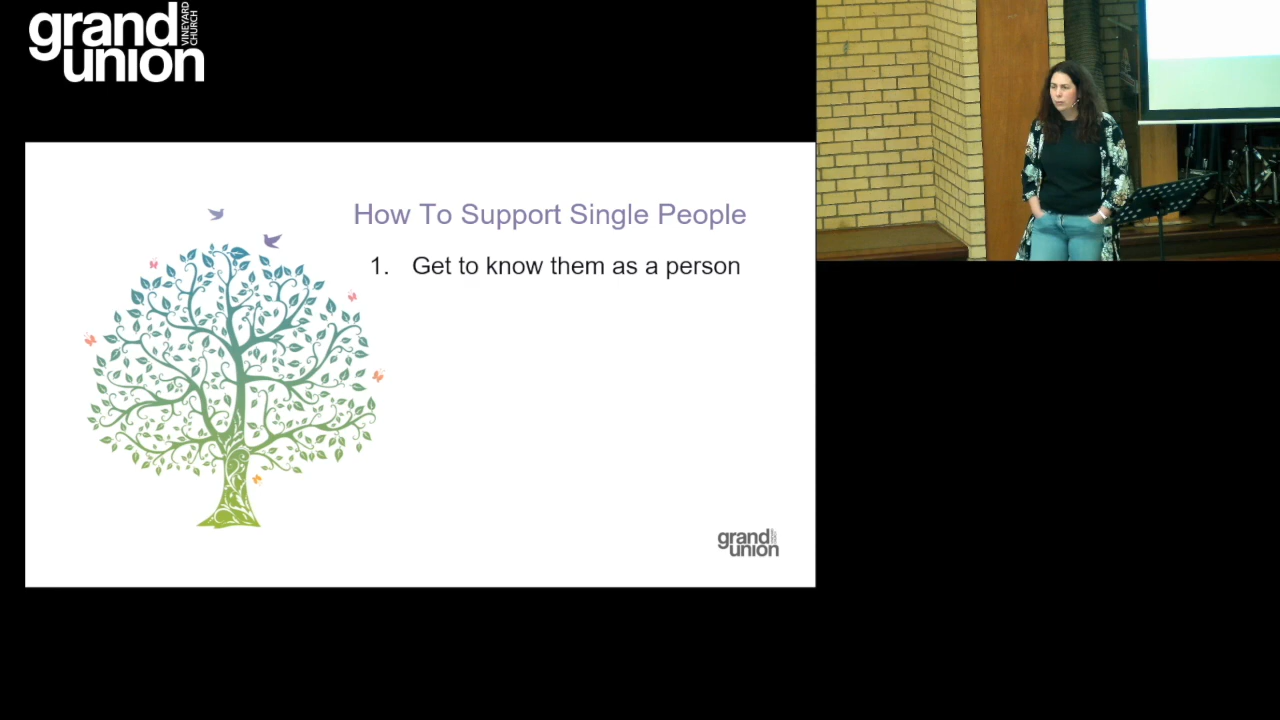 grand
union
VINEYARD
CHURCH
How To Support Single People
1. Get to know them as a person
grand
union